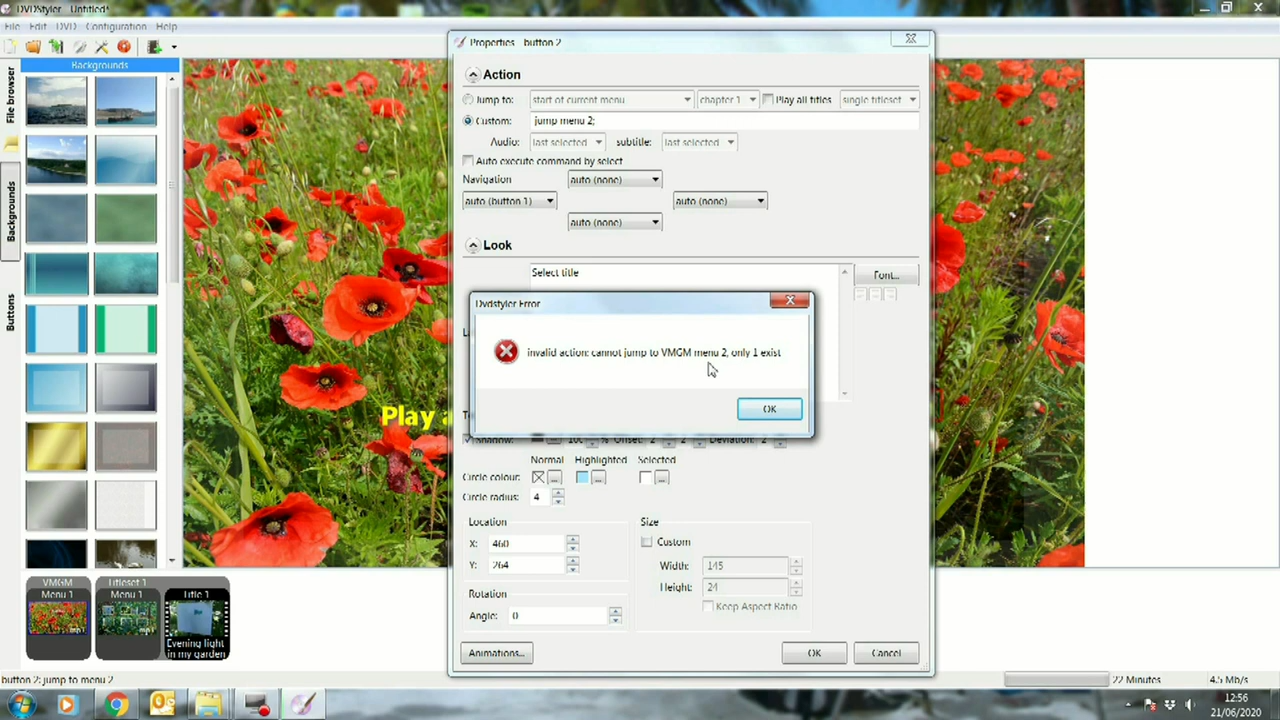 DVDStyler - Untitled*
File Edit DVD Configuration Help
File browser
Backgrounds
Buttons
Backgrounds
Properties - button 2
Action
Jump to: start of current menu chapter 1 Play all titles single titleset
Custom: jump menu 2;
Audio: last selected subtitle: last selected
Auto execute command by select
Navigation auto (none)
auto (button 1) auto (none)
auto (none)
Look
Select title
Font...
Dvdstyler Error
invalid action: cannot jump to VMGM menu 2, only 1 exist
OK
Play
Shadow: 100 % Offset: 2 2 Deviation: 2
Normal Highlighted Selected
Circle colour: ... ... ...
Circle radius: 4
Location
X: 460
Y: 264
Size
Custom
Width: 145
Height: 24
Keep Aspect Ratio
Rotation
Angle: 0
Animations... OK Cancel
VMGM Titleset 1
Menu 1 Menu 1 Title 1
Evening light
in my garden
button 2: jump to menu 2 22 Minutes 4.5 Mb/s
12:56
21/06/2020